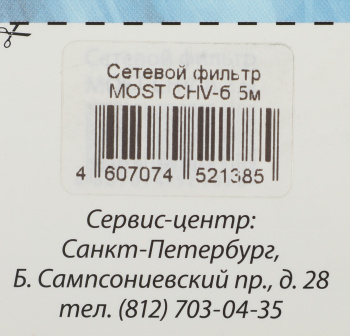 Сетевой фильтр
MOST CHV-б 5м
4 607074 521385
Сервис-центр:
Санкт-Петербург,
Б. Сампсониевский пр., д. 28
тел. (812) 703-04-35